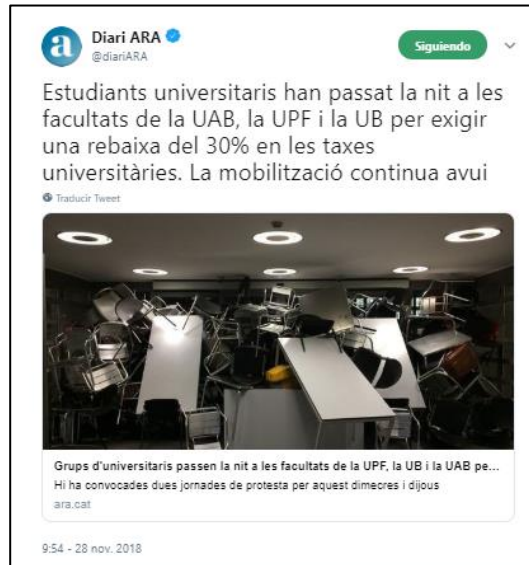 Diari ARA
@diariARA
Siguiendo
Estudiants universitaris han passat la nit a les
facultats de la UAB, la UPF i la UB per exigir
una rebaixa del 30% en les taxes
universitàries. La mobilització continua avui
Traducir Tweet
Grups d'universitaris passen la nit a les facultats de la UPF, la UB i la UAB pe...
Hi ha convocades dues jornades de protesta per aquest dimecres i dijous
ara.cat
9:54 - 28 nov. 2018